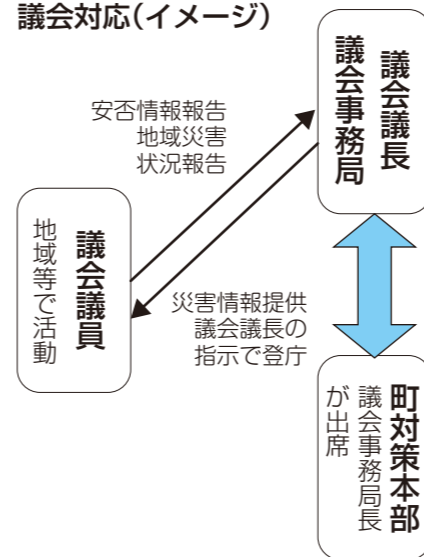 議会対応(イメージ)
議会議長
議会事務局
安否情報報告
地域災害
状況報告
議会議員
地域等で活動
災害情報提供
議会議長の
指示で登庁
町対策本部
議会事務局長
が出席